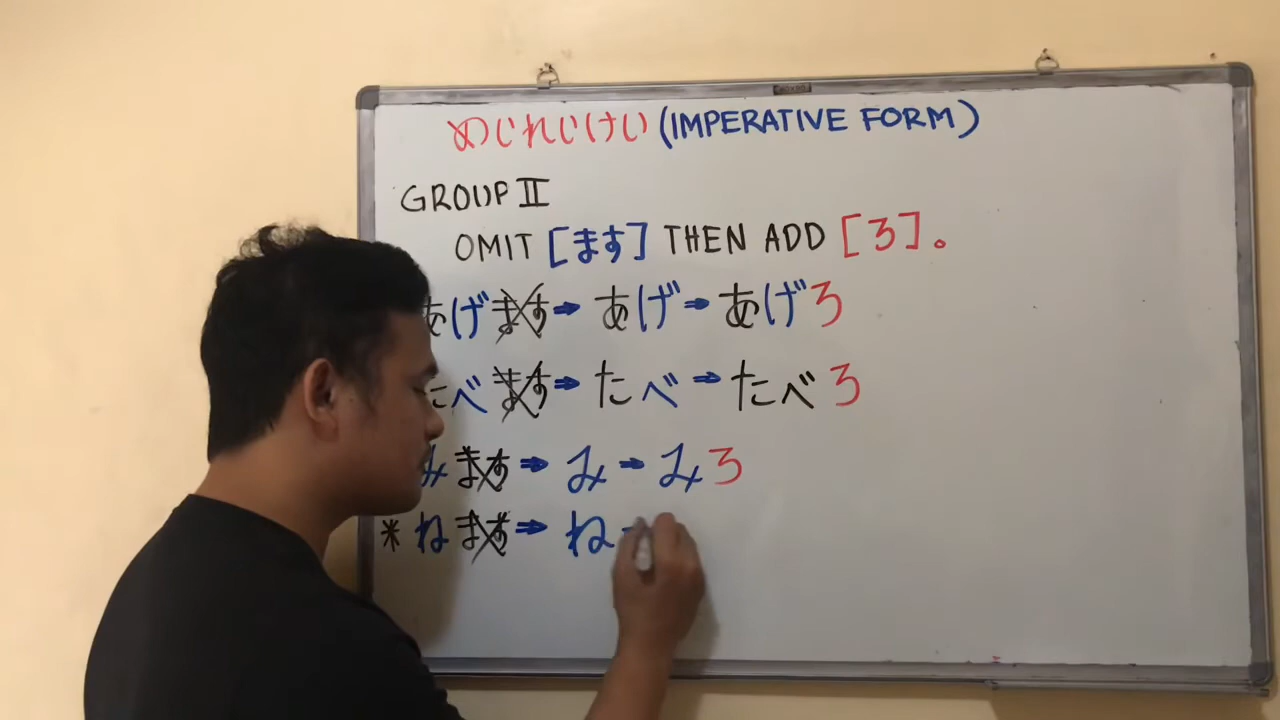 めじれじけい (IMPERATIVE FORM)
GROUP II
OMIT [ます] THEN ADD [ろ]。
あげます → あげ → あげろ
たべます → たべ → たべろ
みます → み → みろ
* ねます → ね